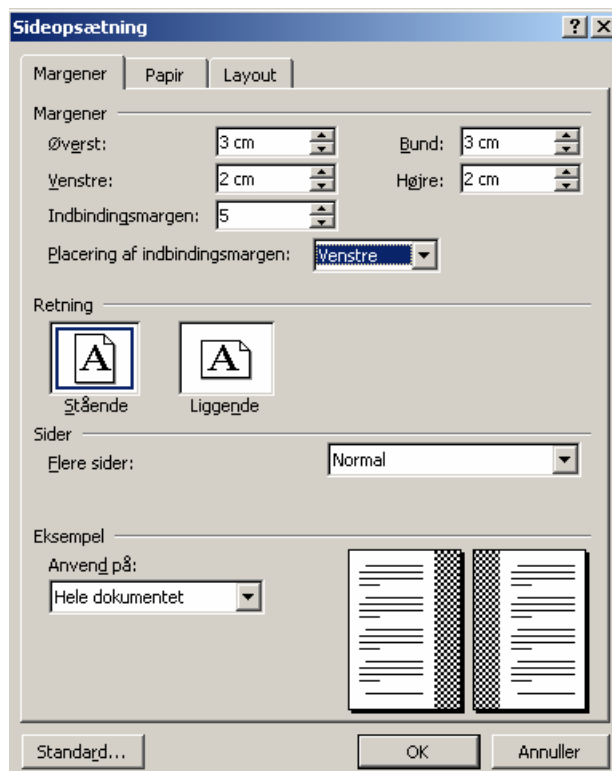 Sideopsætning
Margener Papir Layout
Margener
Øverst: 3 cm Bund: 3 cm
Venstre: 2 cm Højre: 2 cm
Indbindingsmargen: 5
Placering af indbindingsmargen: Venstre
Retning
A A
Stående Liggende
Sider
Flere sider: Normal
Eksempel
Anvend på:
Hele dokumentet
Standard... OK Annuller